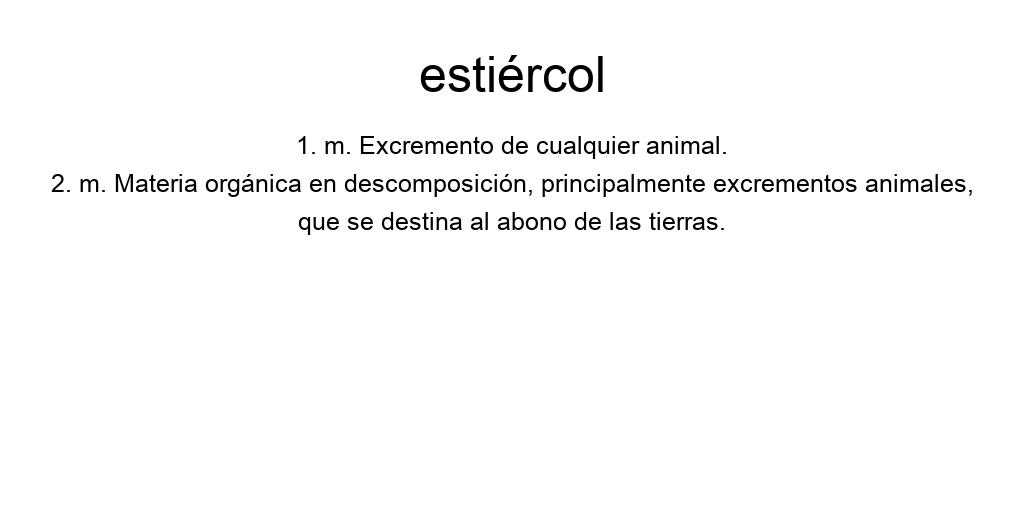 estiércol
1. m. Excremento de cualquier animal.
2. m. Materia orgánica en descomposición, principalmente excrementos animales,
que se destina al abono de las tierras.